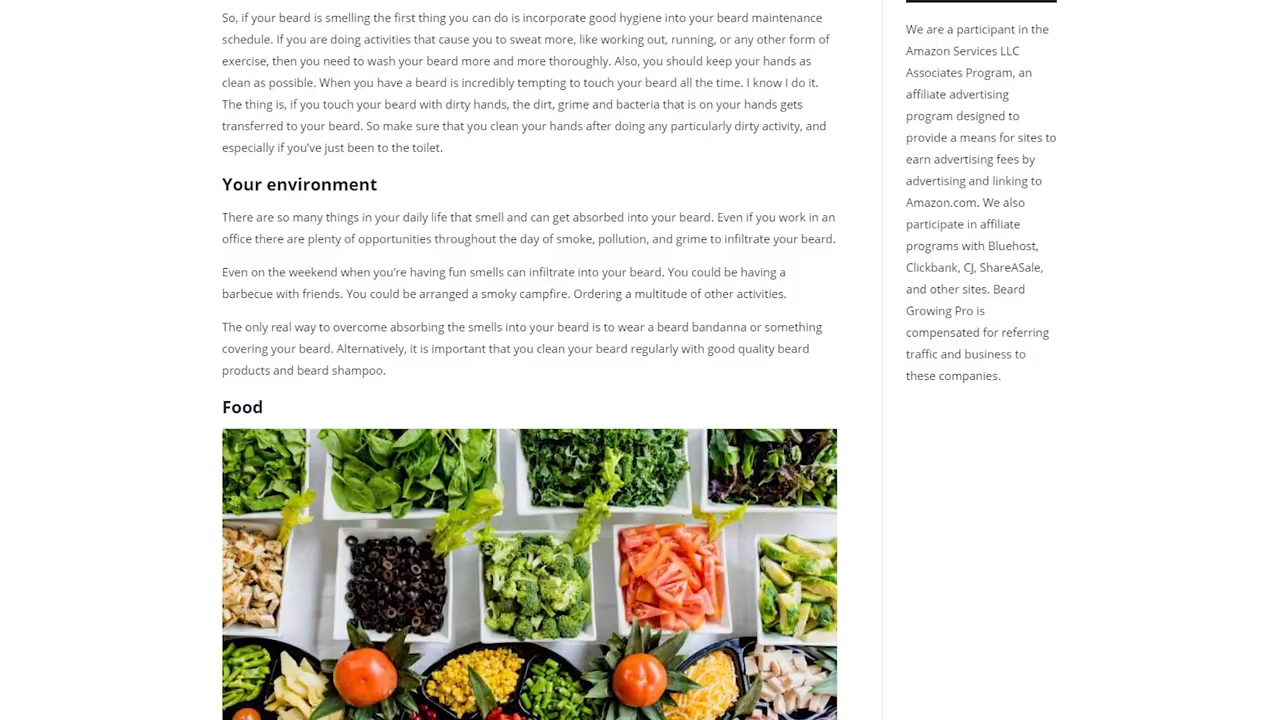 So, if your beard is smelling the first thing you can do is incorporate good hygiene into your beard maintenance
schedule. If you are doing activities that cause you to sweat more, like working out, running, or any other form of
exercise, then you need to wash your beard more and more thoroughly. Also, you should keep your hands as
clean as possible. When you have a beard is incredibly tempting to touch your beard all the time. I know I do it.
The thing is, if you touch your beard with dirty hands, the dirt, grime and bacteria that is on your hands gets
transferred to your beard. So make sure that you clean your hands after doing any particularly dirty activity, and
especially if you’ve just been to the toilet.
Your environment
There are so many things in your daily life that smell and can get absorbed into your beard. Even if you work in an
office there are plenty of opportunities throughout the day of smoke, pollution, and grime to infiltrate your beard.
Even on the weekend when you’re having fun smells can infiltrate into your beard. You could be having a
barbecue with friends. You could be arranged a smoky campfire. Ordering a multitude of other activities.
The only real way to overcome absorbing the smells into your beard is to wear a beard bandanna or something
covering your beard. Alternatively, it is important that you clean your beard regularly with good quality beard
products and beard shampoo.
Food
We are a participant in the
Amazon Services LLC
Associates Program, an
affiliate advertising
program designed to
provide a means for sites to
earn advertising fees by
advertising and linking to
Amazon.com. We also
participate in affiliate
programs with Bluehost,
Clickbank, CJ, ShareASale,
and other sites. Beard
Growing Pro is
compensated for referring
traffic and business to
these companies.